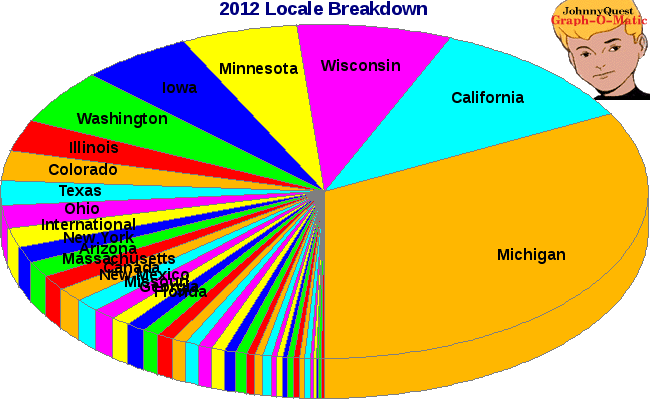 2012 Locale Breakdown
JohnnyQuest
Graph-O-Matic
Minnesota
Wisconsin
Iowa
California
Washington
Illinois
Colorado
Texas
Ohio
International
New York
Arizona
Massachusetts
Canada
New Mexico
Missouri
Georgia
Florida
Michigan